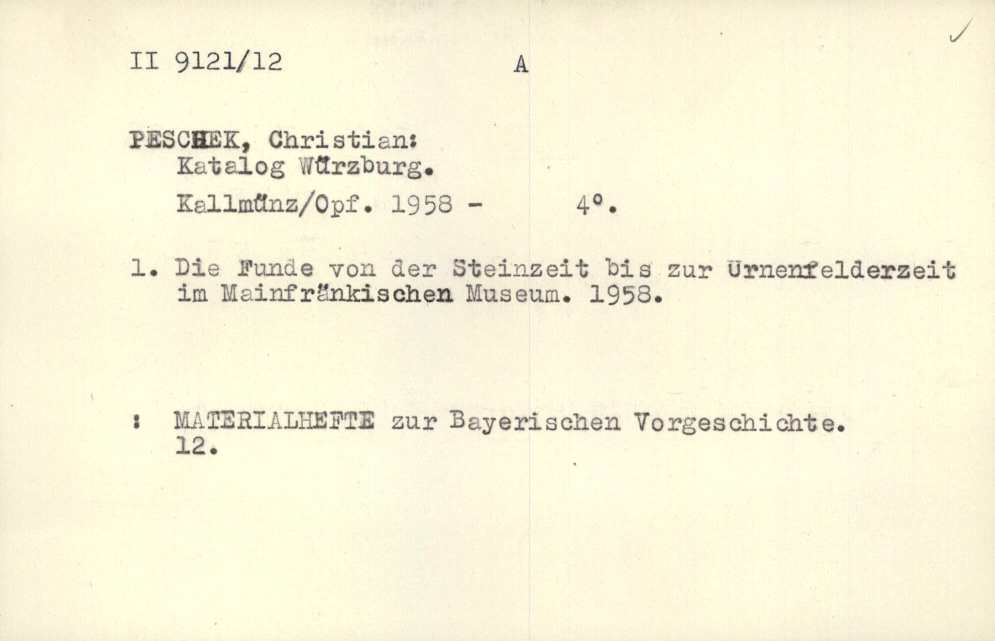 II 9121/12 A
PESCHEK, Christian:
Katalog Würzburg.
Kallmünz/Opf. 1958 - 4°.
1. Die Funde von der Steinzeit bis zur Urnenfelderzeit
im Mainfränkischen Museum. 1958.
: MATERIALHEFTE zur Bayerischen Vorgeschichte.
12.